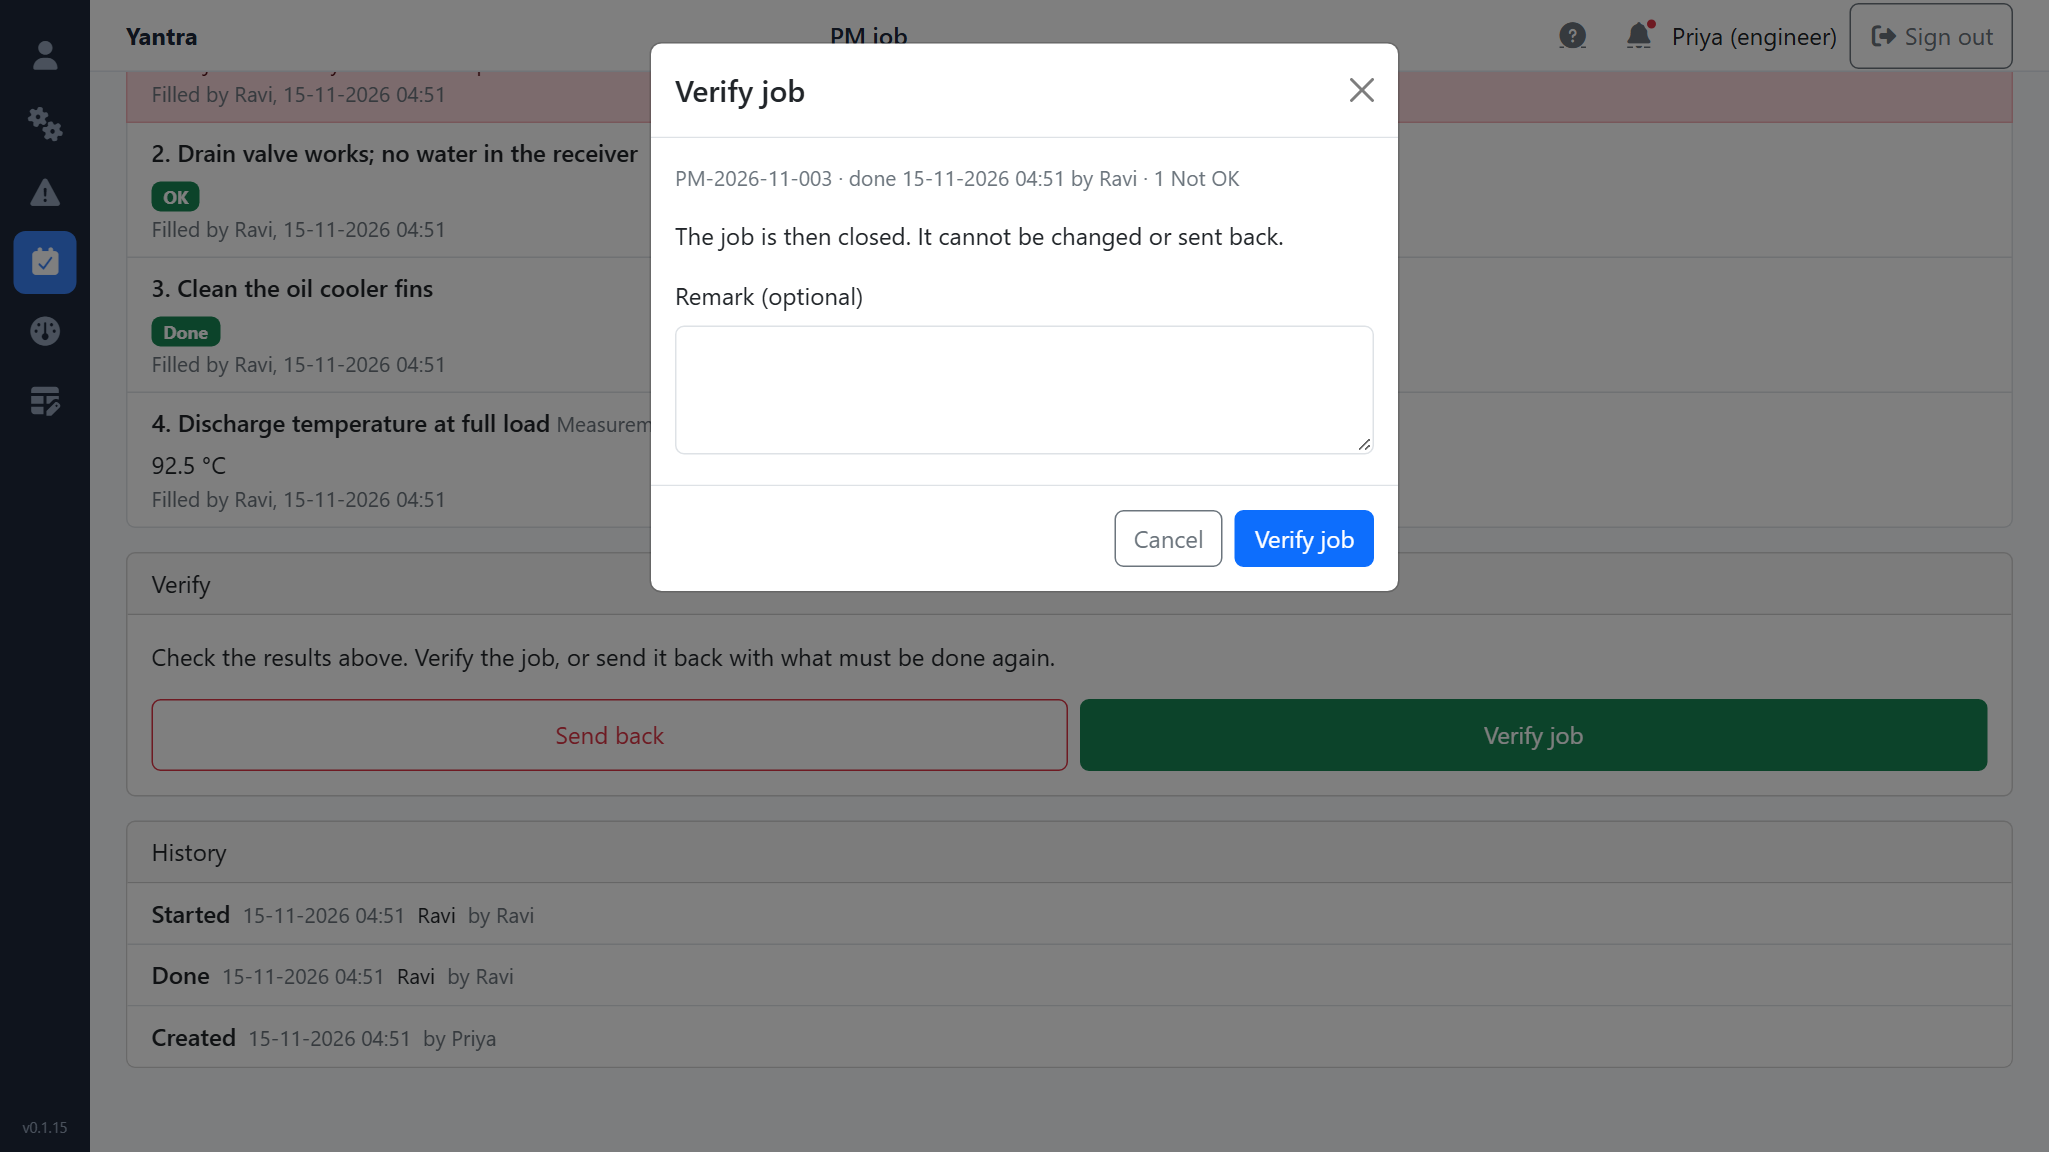 Yantra
PM job
Priya (engineer)
Sign out
Filled by Ravi, 15-11-2026 04:51
2. Drain valve works; no water in the receiver
OK
Filled by Ravi, 15-11-2026 04:51
3. Clean the oil cooler fins
Done
Filled by Ravi, 15-11-2026 04:51
4. Discharge temperature at full load
92.5 °C
Filled by Ravi, 15-11-2026 04:51
Verify job
PM-2026-11-003 · done 15-11-2026 04:51 by Ravi · 1 Not OK
The job is then closed. It cannot be changed or sent back.
Remark (optional)
Cancel
Verify job
Verify
Check the results above. Verify the job, or send it back with what must be done again.
Send back
Verify job
History
Started 15-11-2026 04:51 Ravi by Ravi
Done 15-11-2026 04:51 Ravi by Ravi
Created 15-11-2026 04:51 by Priya
v0.1.15